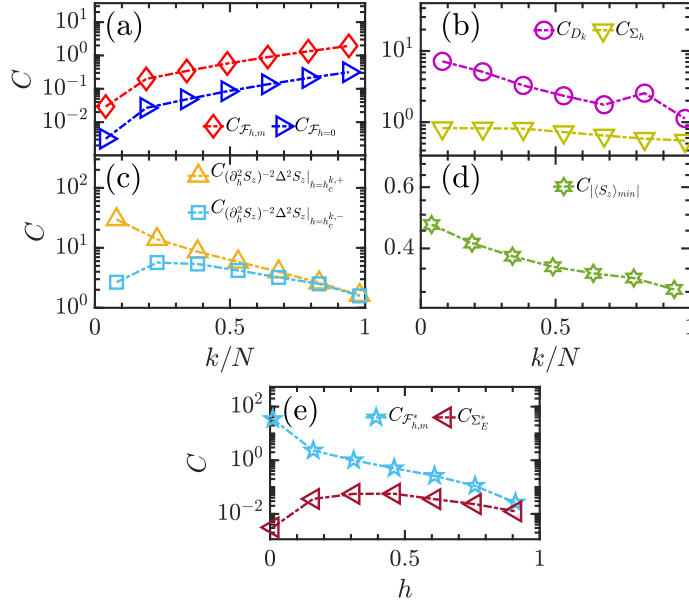 (a)
C
10^1
10^0
10^{-1}
10^{-2}
C_{\mathcal{F}_{h,m}} C_{\mathcal{F}_{h=0}}
(b)
10^1
10^0
C_{D_k} C_{\Sigma_h}
(c)
C
10^2
10^1
10^0
C_{(\partial_h^2 S_z)^{-2}\Delta^2 S_z|_{h=h_c^{k,+}}}
C_{(\partial_h^2 S_z)^{-2}\Delta^2 S_z|_{h=h_c^{k,-}}}
0 0.5 1
k/N
(d)
0.6
0.4
C_{|\langle S_z\rangle_{min}|}
0 0.5 1
k/N
(e)
C
10^2
10^0
10^{-2}
C_{\mathcal{F}^*_{h,m}} C_{\Sigma^*_E}
0 0.5 1
h